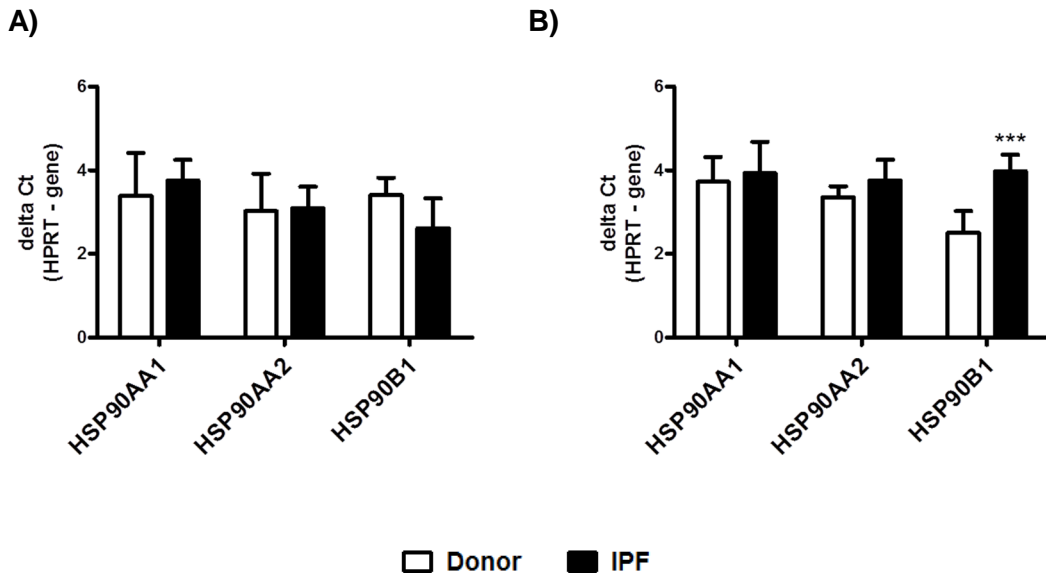 A)
B)
delta Ct
(HPRT - gene)
6
4
2
0
HSP90AA1
HSP90AA2
HSP90B1
delta Ct
(HPRT - gene)
6
4
2
0
***
HSP90AA1
HSP90AA2
HSP90B1
Donor IPF